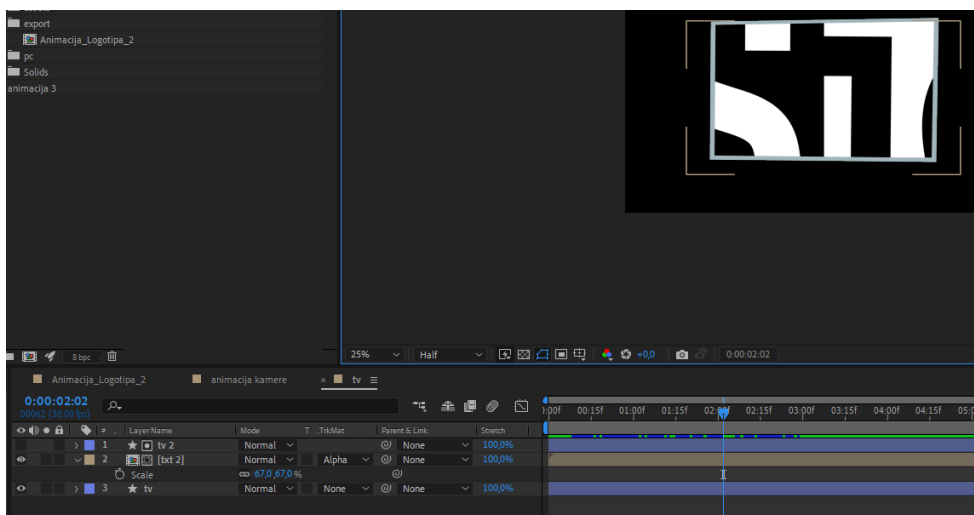 export
Animacija_Logotipa_2
pc
Solids
animacija 3
8 bpc
25% Half +0,0 0:00:02:02
Animacija_Logotipa_2 animacija kamere × tv
0:00:02:02
00062 (30.00 fps)
:00f 00:15f 01:00f 01:15f 02:00f 02:15f 03:00f 03:15f 04:00f 04:15f 05:0
# . Layer Name Mode T .TrkMat Parent & Link Stretch
1 tv 2 Normal None 100,0%
2 [txt 2] Normal Alpha None 100,0%
Scale 67,0,67,0 %
3 tv Normal None None 100,0%